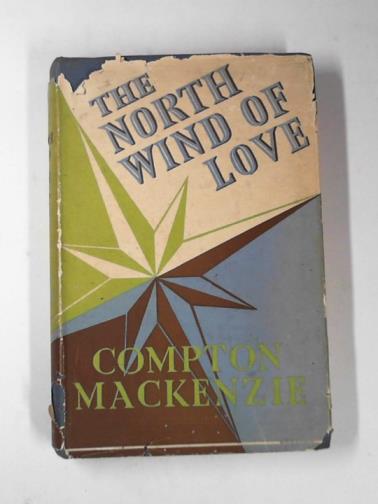 THE
NORTH
WIND OF
LOVE
COMPTON
MACKENZIE